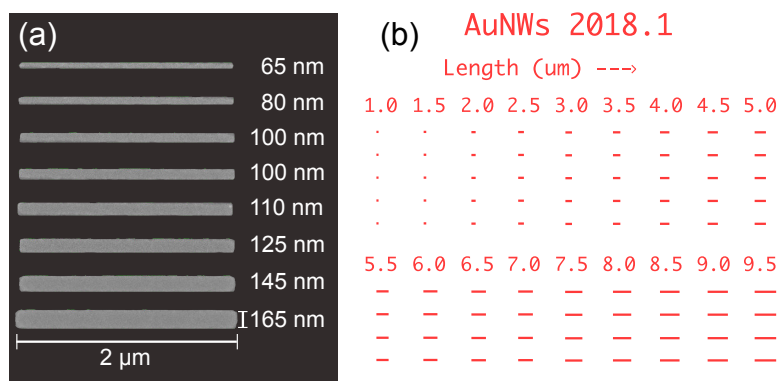 (a)
65 nm
80 nm
100 nm
100 nm
110 nm
125 nm
145 nm
165 nm
2 μm
(b)
AuNWs 2018.1
Length (um) --->
1.0 1.5 2.0 2.5 3.0 3.5 4.0 4.5 5.0
5.5 6.0 6.5 7.0 7.5 8.0 8.5 9.0 9.5